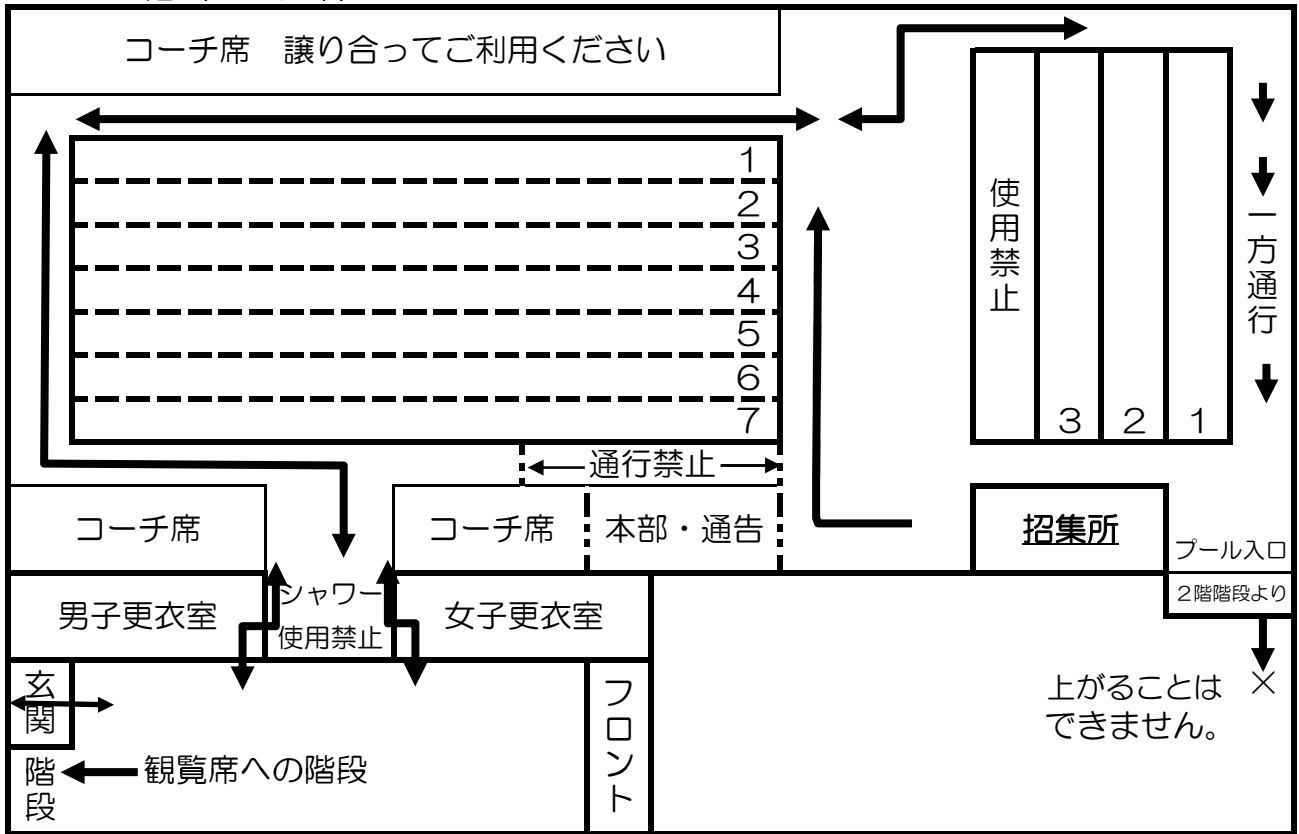 コーチ席 譲り合ってご利用ください
1
2
3
4
5
6
7
使用禁止
3
2
1
一方通行
通行禁止
コーチ席
コーチ席
本部・通告
招集所
プール入口
2階階段より
男子更衣室
シャワー
使用禁止
女子更衣室
玄関
フロント
上がることは
できません。
×
階段
観覧席への階段